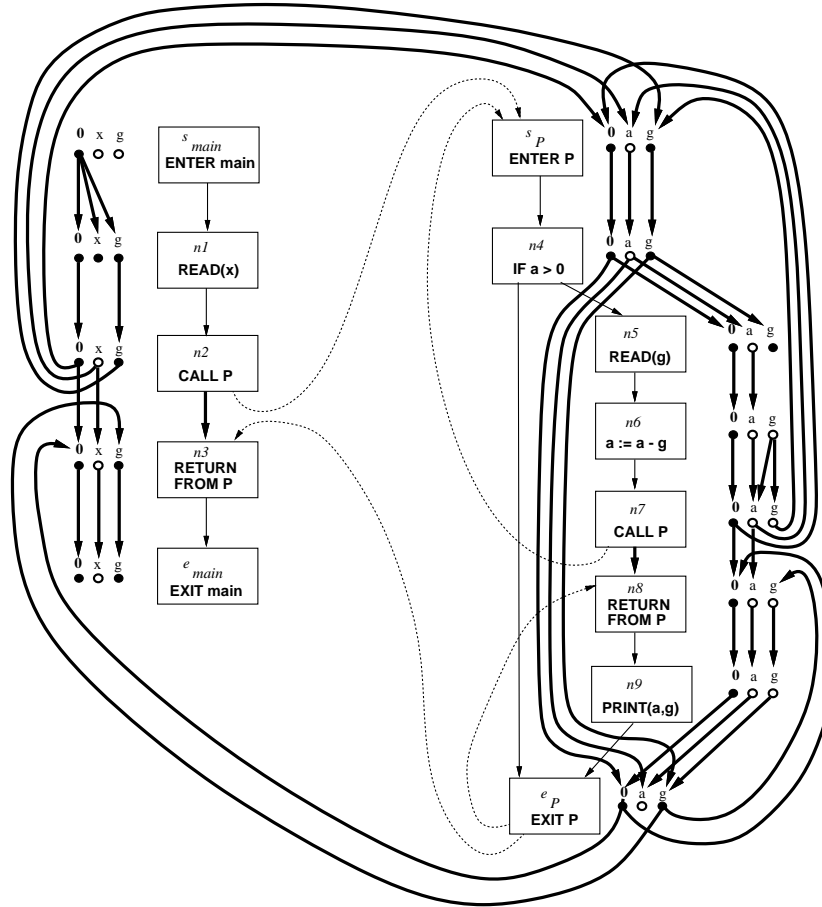 0 a g
0 x g
s main
ENTER main
s P
ENTER P
0 x g
n1
READ(x)
n4
IF a > 0
0 a g
n5
READ(g)
0 a g
0 x g
n2
CALL P
n6
a := a - g
0 a g
0 x g
n3
RETURN
FROM P
n7
CALL P
0 a g
0 x g
e main
EXIT main
n8
RETURN
FROM P
0 a g
n9
PRINT(a,g)
0 a g
e P
EXIT P
0 a g